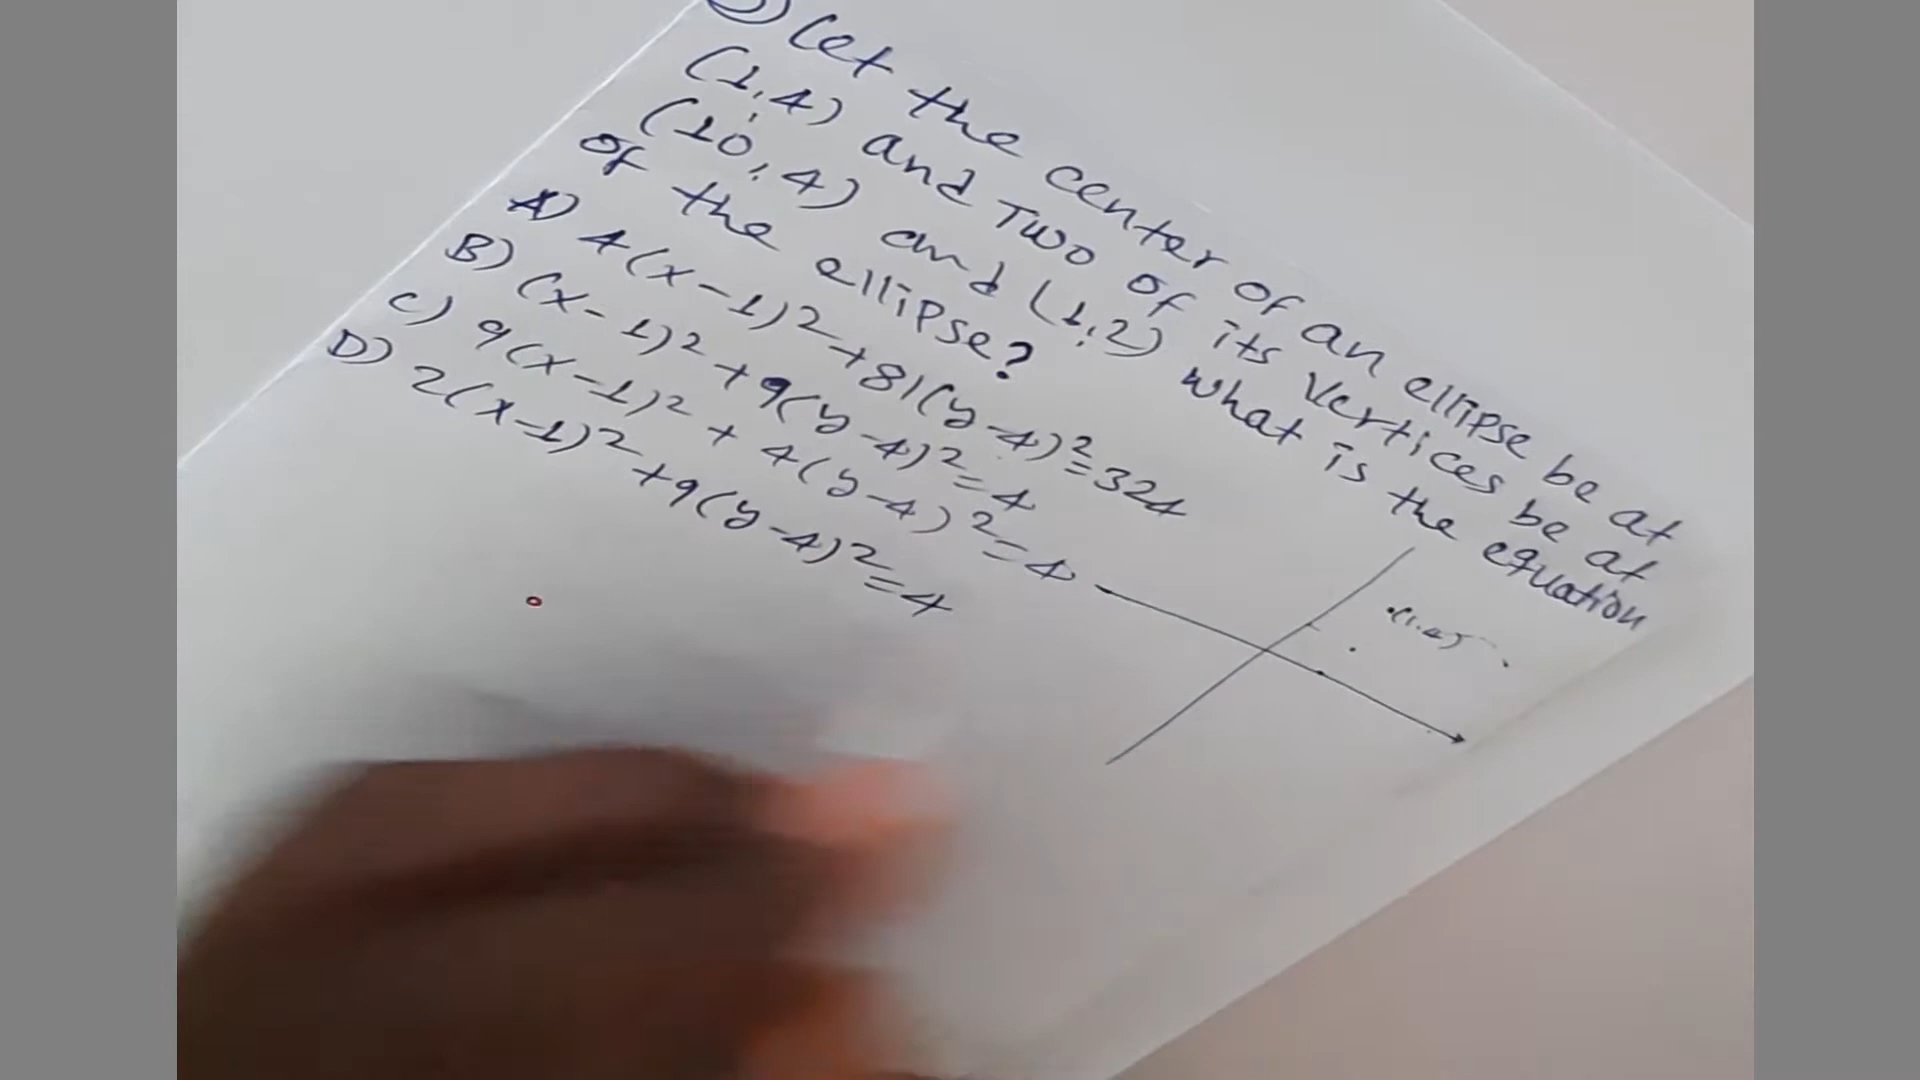 Let the center of an ellipse be at
(1,4) and Two of its vertices be at
(10,4) and (1,2) what is the equation
of the ellipse?
A) 4(x-1)²+81(y-4)²=324
B) (x-1)²+9(y-4)²=4
C) 9(x-1)²+4(y-4)²=4
D) 2(x-1)²+9(y-4)²=4
(1,4)